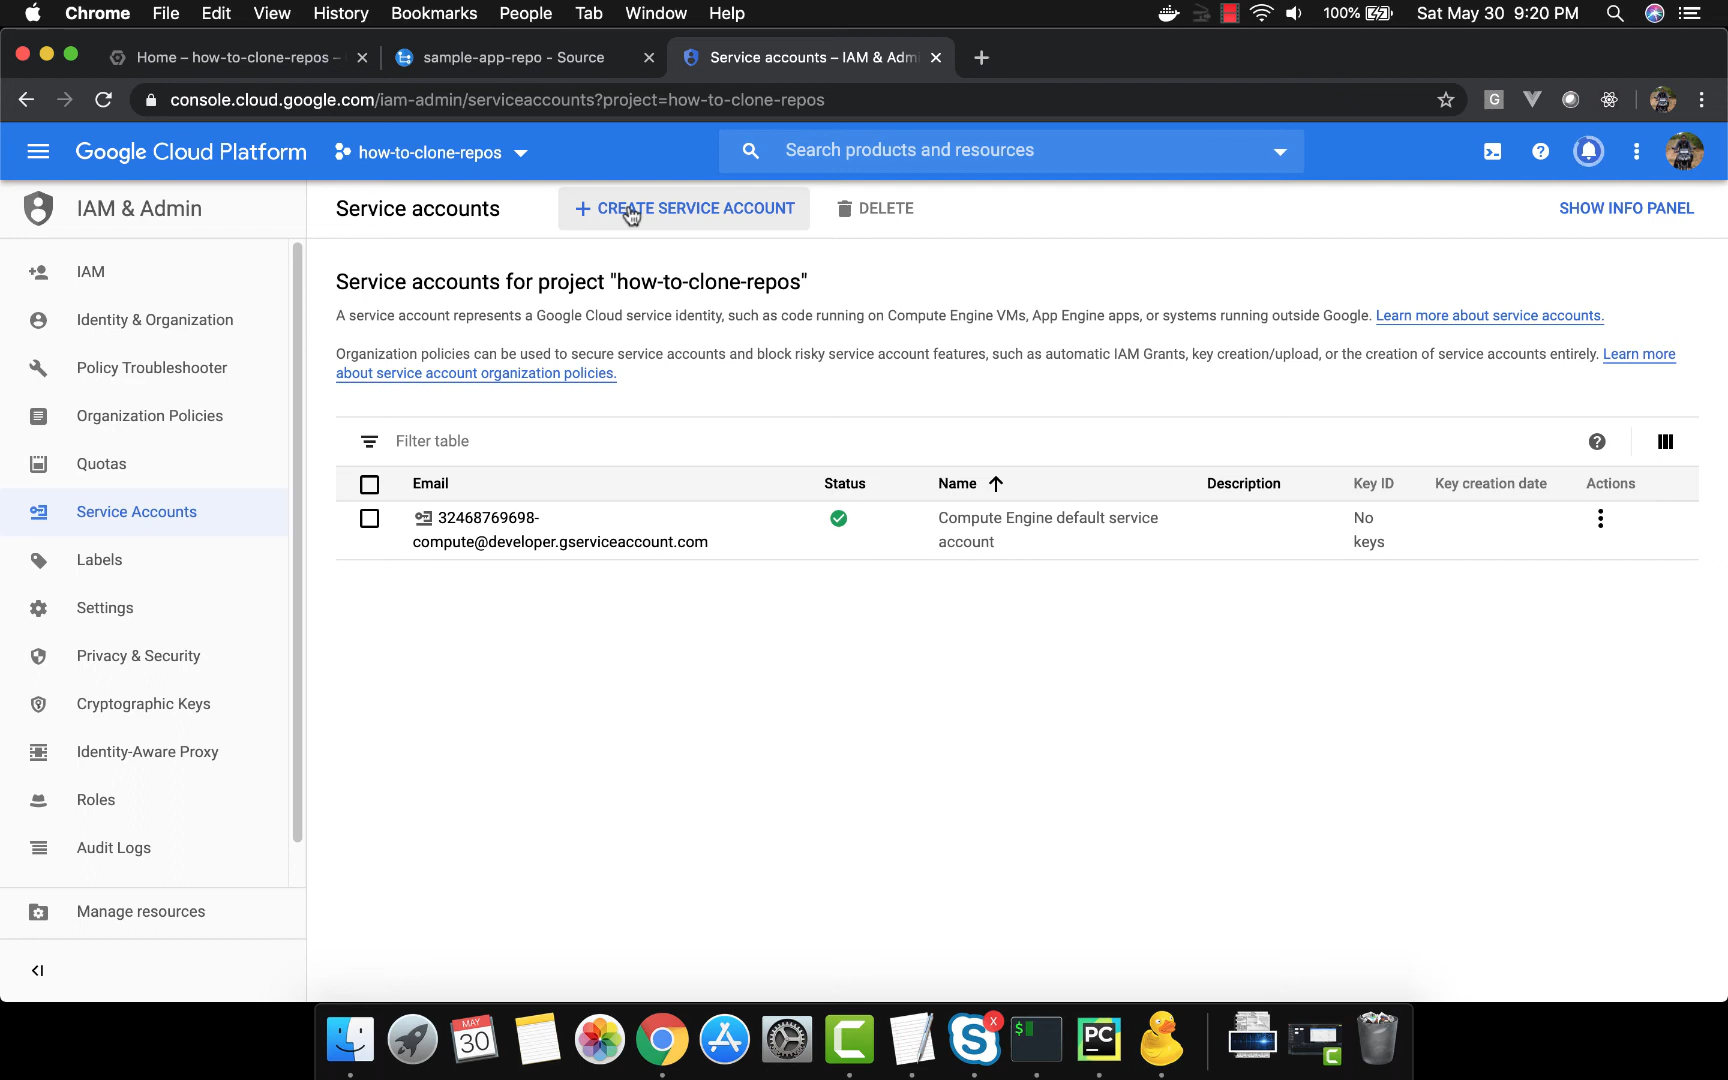 Chrome File Edit View History Bookmarks People Tab Window Help 100% Sat May 30 9:20 PM
Home – how-to-clone-repos – sample-app-repo - Source Service accounts – IAM & Adm
console.cloud.google.com/iam-admin/serviceaccounts?project=how-to-clone-repos G
Google Cloud Platform how-to-clone-repos Search products and resources
IAM & Admin
Service accounts CREATE SERVICE ACCOUNT DELETE SHOW INFO PANEL
IAM
Identity & Organization
Policy Troubleshooter
Organization Policies
Quotas
Service Accounts
Labels
Settings
Privacy & Security
Cryptographic Keys
Identity-Aware Proxy
Roles
Audit Logs
Manage resources
Service accounts for project "how-to-clone-repos"
A service account represents a Google Cloud service identity, such as code running on Compute Engine VMs, App Engine apps, or systems running outside Google. Learn more about service accounts.
Organization policies can be used to secure service accounts and block risky service account features, such as automatic IAM Grants, key creation/upload, or the creation of service accounts entirely. Learn more
about service account organization policies.
Filter table
Email Status Name Description Key ID Key creation date Actions
32468769698- Compute Engine default service No
compute@developer.gserviceaccount.com account keys
MAY
30 C S X $ PC C